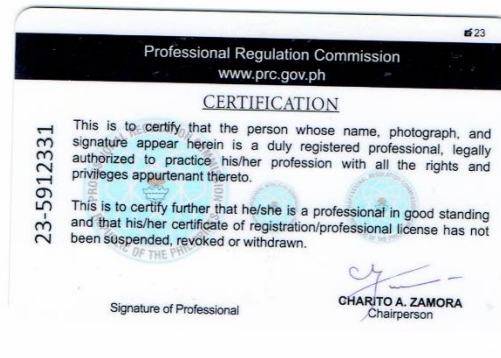 23
Professional Regulation Commission
www.prc.gov.ph
CERTIFICATION
This is to certify that the person whose name, photograph, and
signature appear herein is a duly registered professional, legally
authorized to practice his/her profession with all the rights and
privileges appurtenant thereto.
This is to certify further that he/she is a professional in good standing
and that his/her certificate of registration/professional license has not
been suspended, revoked or withdrawn.
23-5912331
Signature of Professional
CHARITO A. ZAMORA
Chairperson